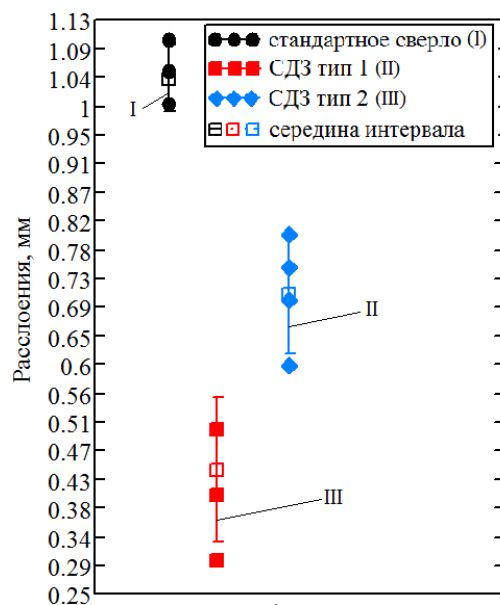 1.13
1.08
1.04
1
0.95
0.91
0.87
0.82
0.78
0.73
0.69
0.65
0.6
0.56
0.51
0.47
0.43
0.38
0.34
0.29
0.25
Расслоения, мм
стандартное сверло (I)
СДЗ тип 1 (II)
СДЗ тип 2 (III)
середина интервала
I
II
III